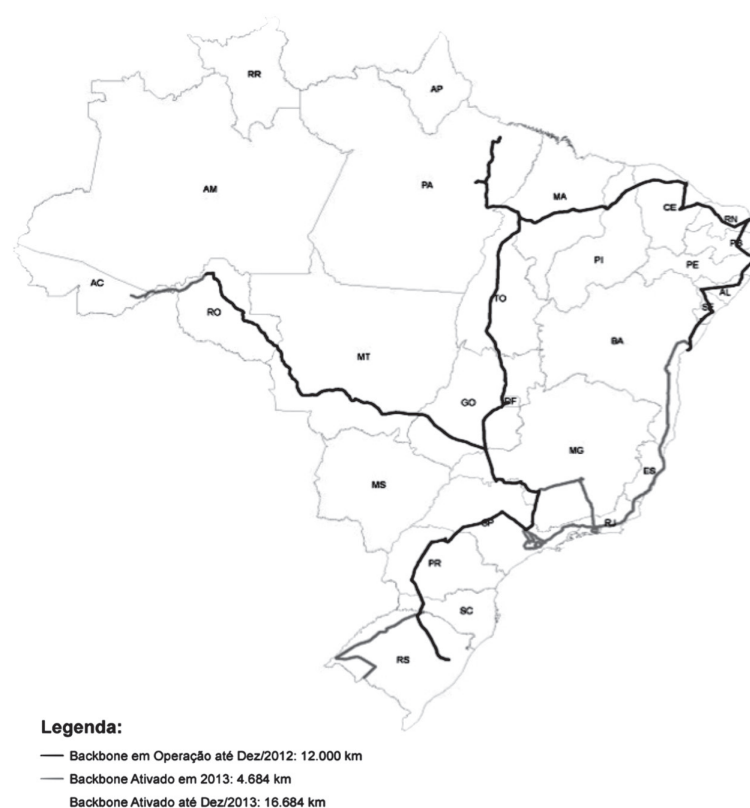 RR
AP
AM
PA
MA
CE
RN
PB
PE
AL
SE
PI
AC
RO
TO
BA
MT
GO
DF
MG
ES
MS
SP
RJ
PR
SC
RS
Legenda:
Backbone em Operação até Dez/2012: 12.000 km
Backbone Ativado em 2013: 4.684 km
Backbone Ativado até Dez/2013: 16.684 km